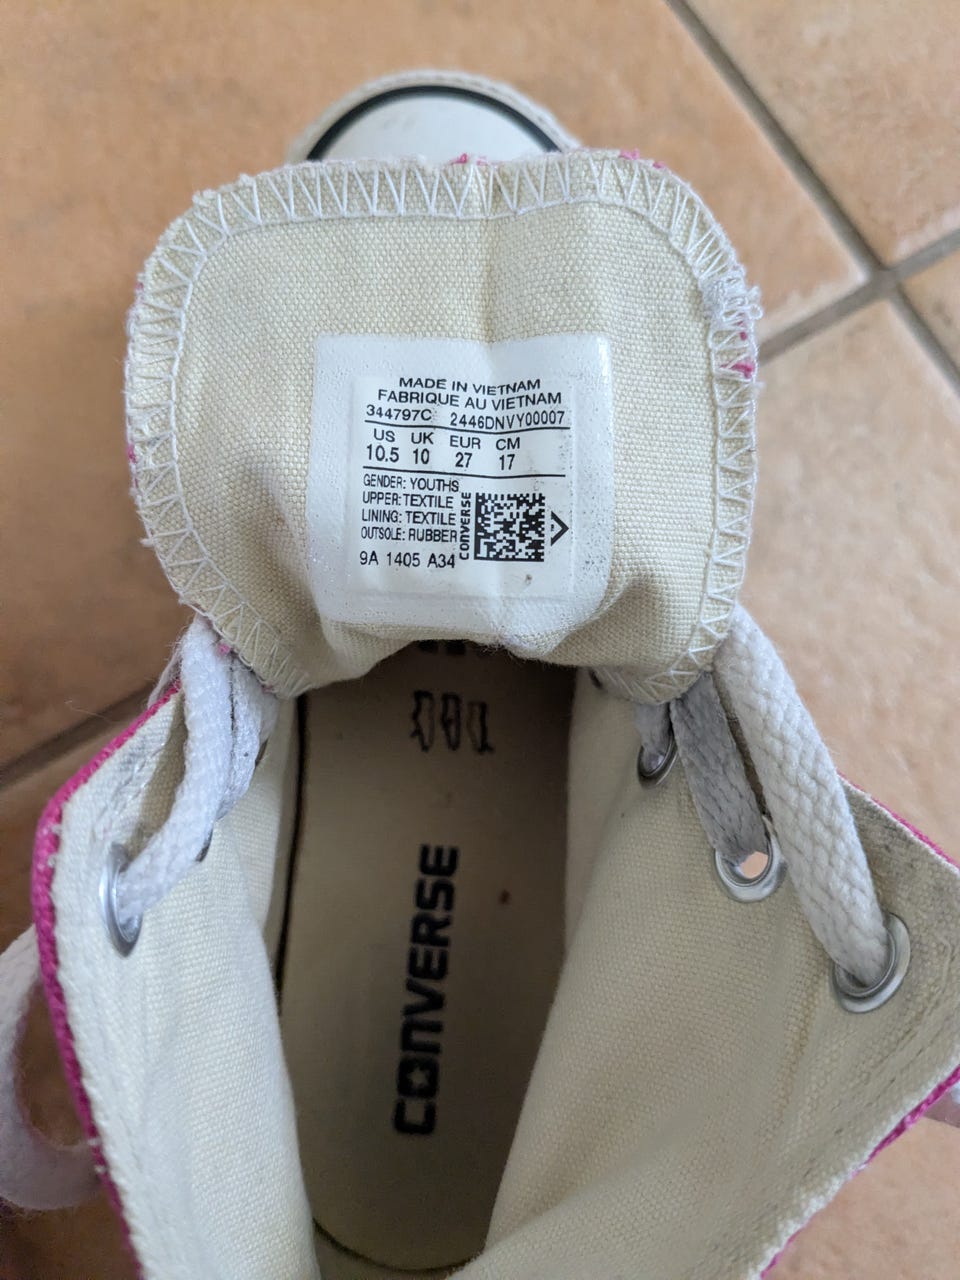 MADE IN VIETNAM
FABRIQUE AU VIETNAM
344797C 2446DNVY00007
US UK EUR CM
10.5 10 27 17
GENDER: YOUTHS
UPPER: TEXTILE
LINING: TEXTILE
OUTSOLE: RUBBER
CONVERSE
9A 1405 A34
CONVERSE